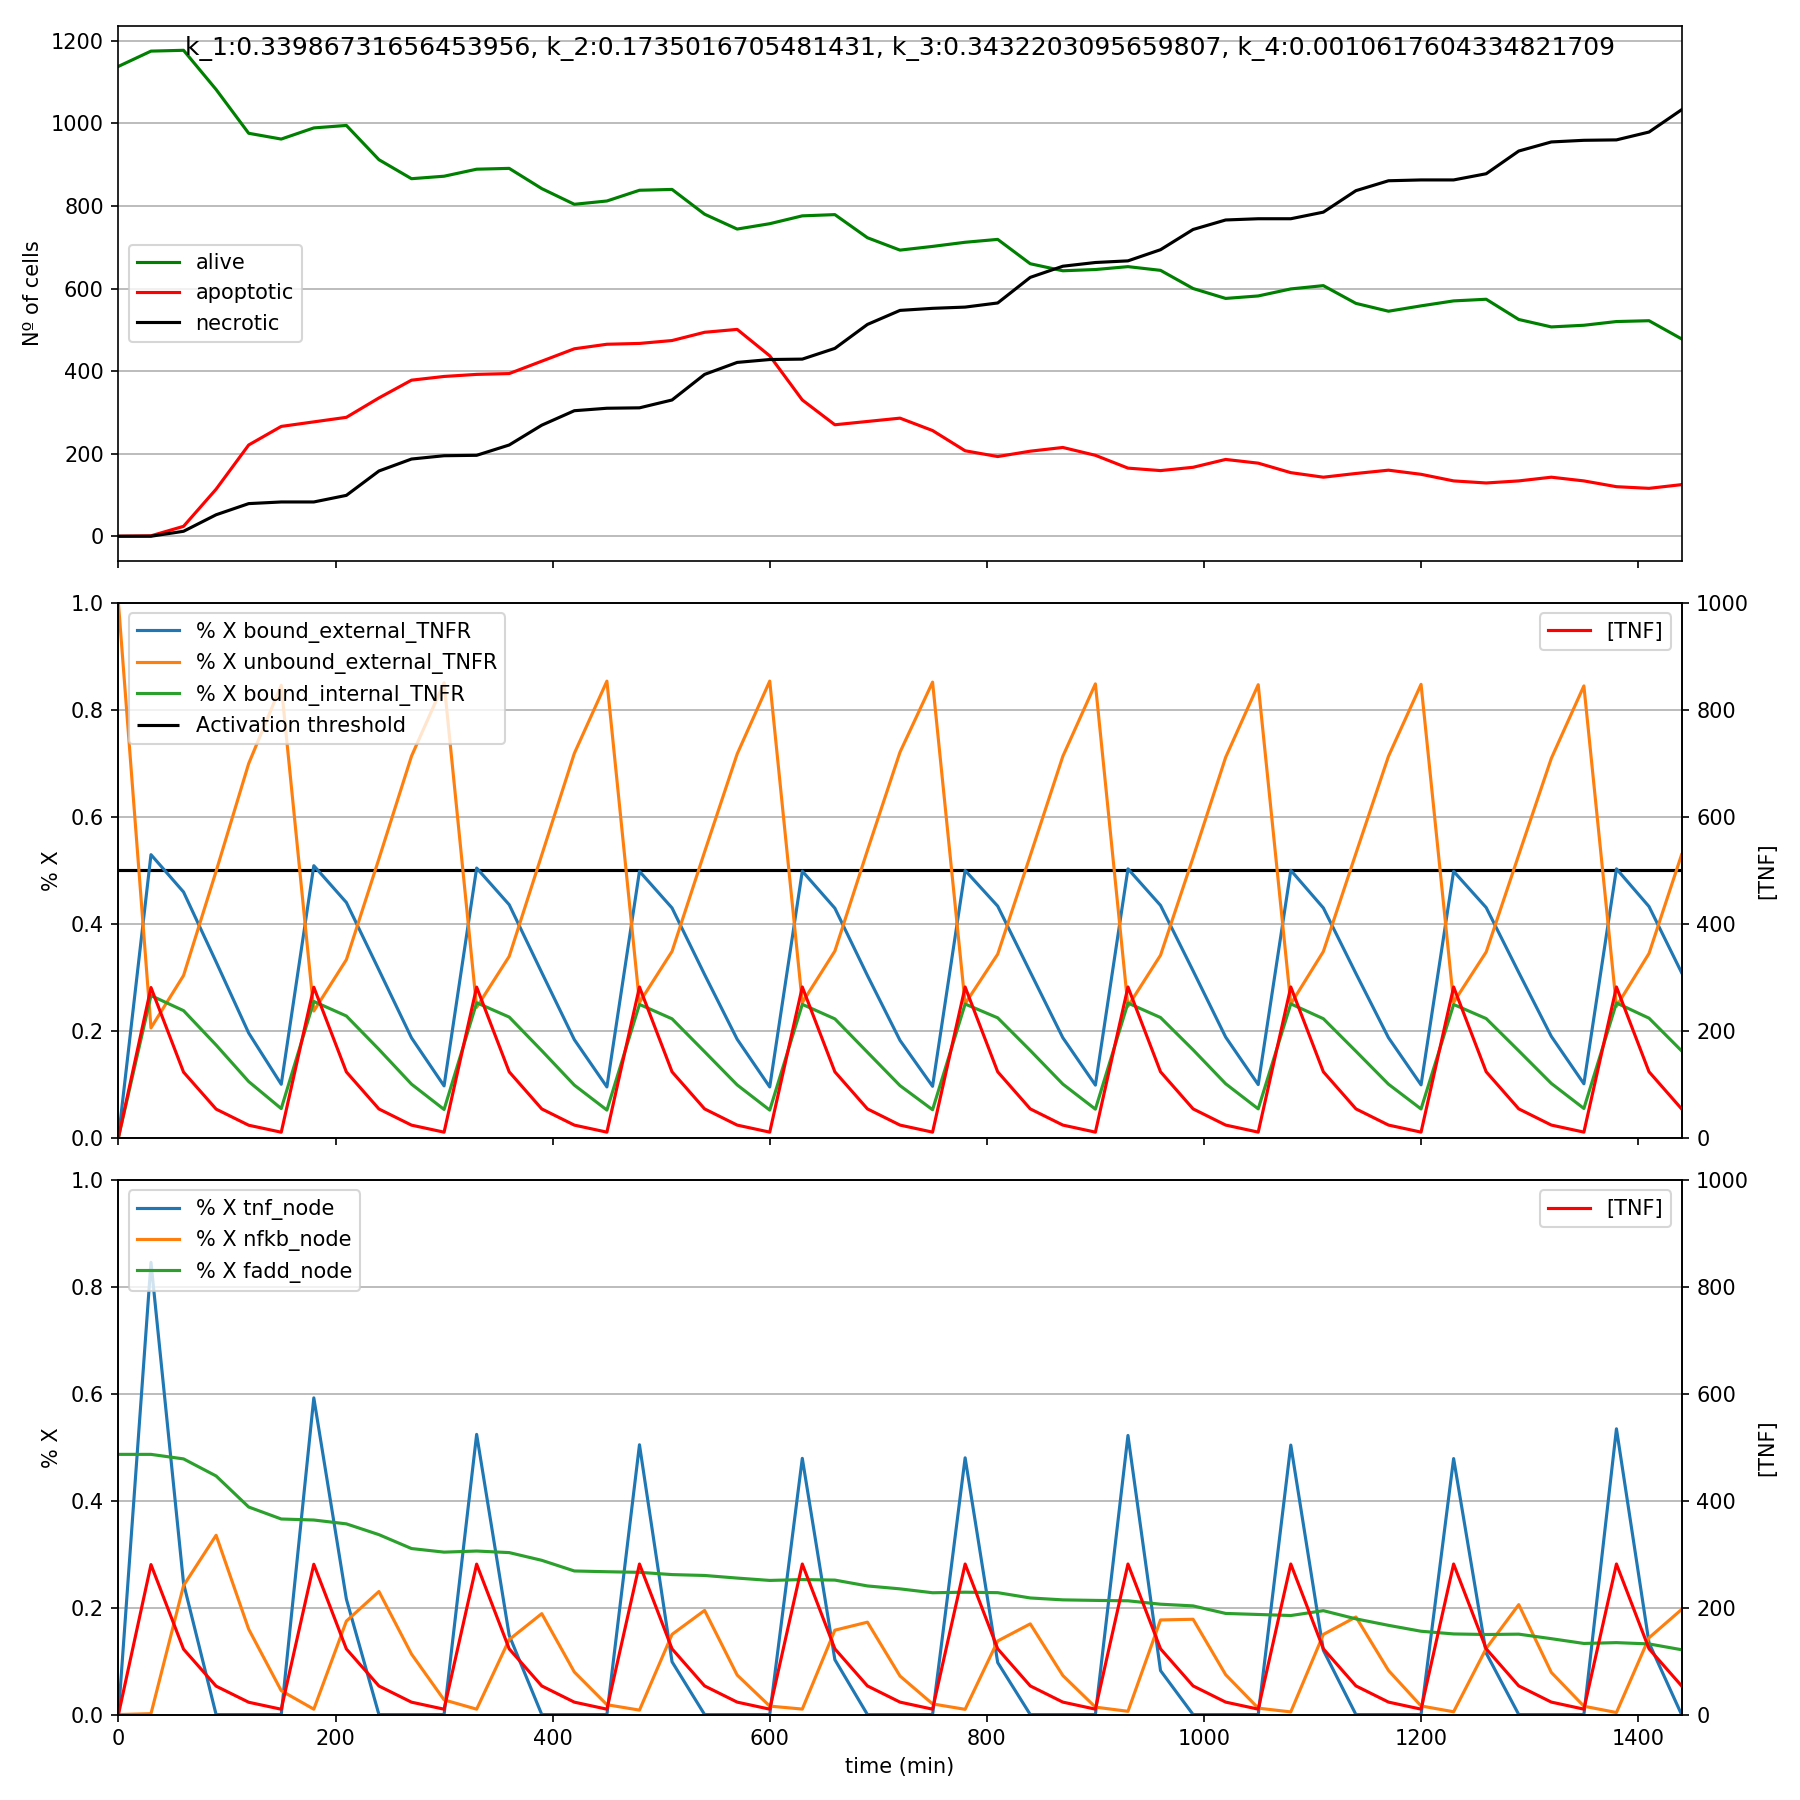 k_1:0.33986731656453956, k_2:0.1735016705481431, k_3:0.3432203095659807, k_4:0.0010617604334821709
1200
1000
800
600
400
200
0
Nº of cells
alive
apoptotic
necrotic
1.0
0.8
0.6
0.4
0.2
0.0
% X
% X bound_external_TNFR
% X unbound_external_TNFR
% X bound_internal_TNFR
Activation threshold
[TNF]
1000
800
600
400
200
0
[TNF]
1.0
0.8
0.6
0.4
0.2
0.0
% X
% X tnf_node
% X nfkb_node
% X fadd_node
[TNF]
1000
800
600
400
200
0
[TNF]
0 200 400 600 800 1000 1200 1400
time (min)